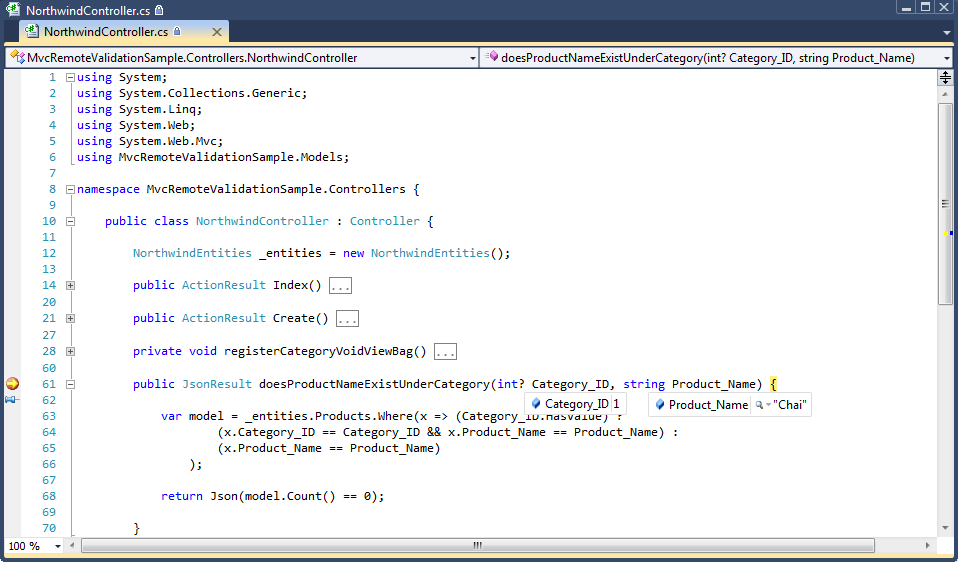 NorthwindController.cs
NorthwindController.cs
MvcRemoteValidationSample.Controllers.NorthwindController doesProductNameExistUnderCategory(int? Category_ID, string Product_Name)
1 using System;
2 using System.Collections.Generic;
3 using System.Linq;
4 using System.Web;
5 using System.Web.Mvc;
6 using MvcRemoteValidationSample.Models;
7
8 namespace MvcRemoteValidationSample.Controllers {
9
10 public class NorthwindController : Controller {
11
12 NorthwindEntities _entities = new NorthwindEntities();
13
14 public ActionResult Index() ...
20
21 public ActionResult Create() ...
27
28 private void registerCategoryVoidViewBag() ...
60
61 public JsonResult doesProductNameExistUnderCategory(int? Category_ID, string Product_Name) {
62 Category_ID 1 Product_Name "Chai"
63 var model = _entities.Products.Where(x => (Category_ID.HasValue) ?
64 (x.Category_ID == Category_ID && x.Product_Name == Product_Name) :
65 (x.Product_Name == Product_Name)
66 );
67
68 return Json(model.Count() == 0);
69
70 }
100 %